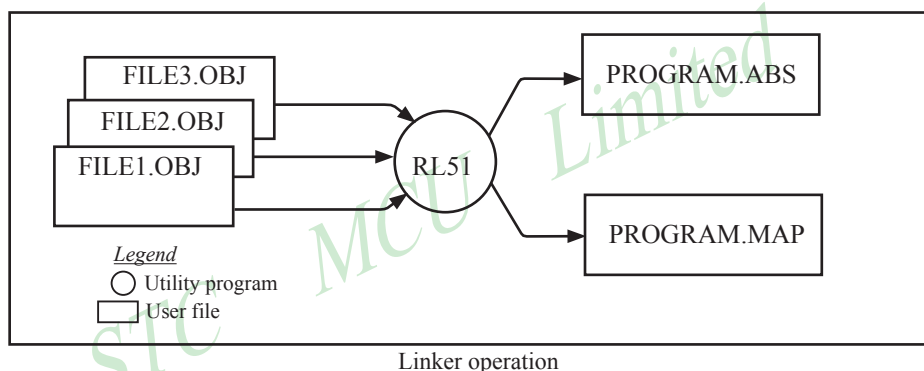 FILE3.OBJ
FILE2.OBJ
FILE1.OBJ
RL51
PROGRAM.ABS
PROGRAM.MAP
Legend
Utility program
User file
STC MCU Limited
Linker operation